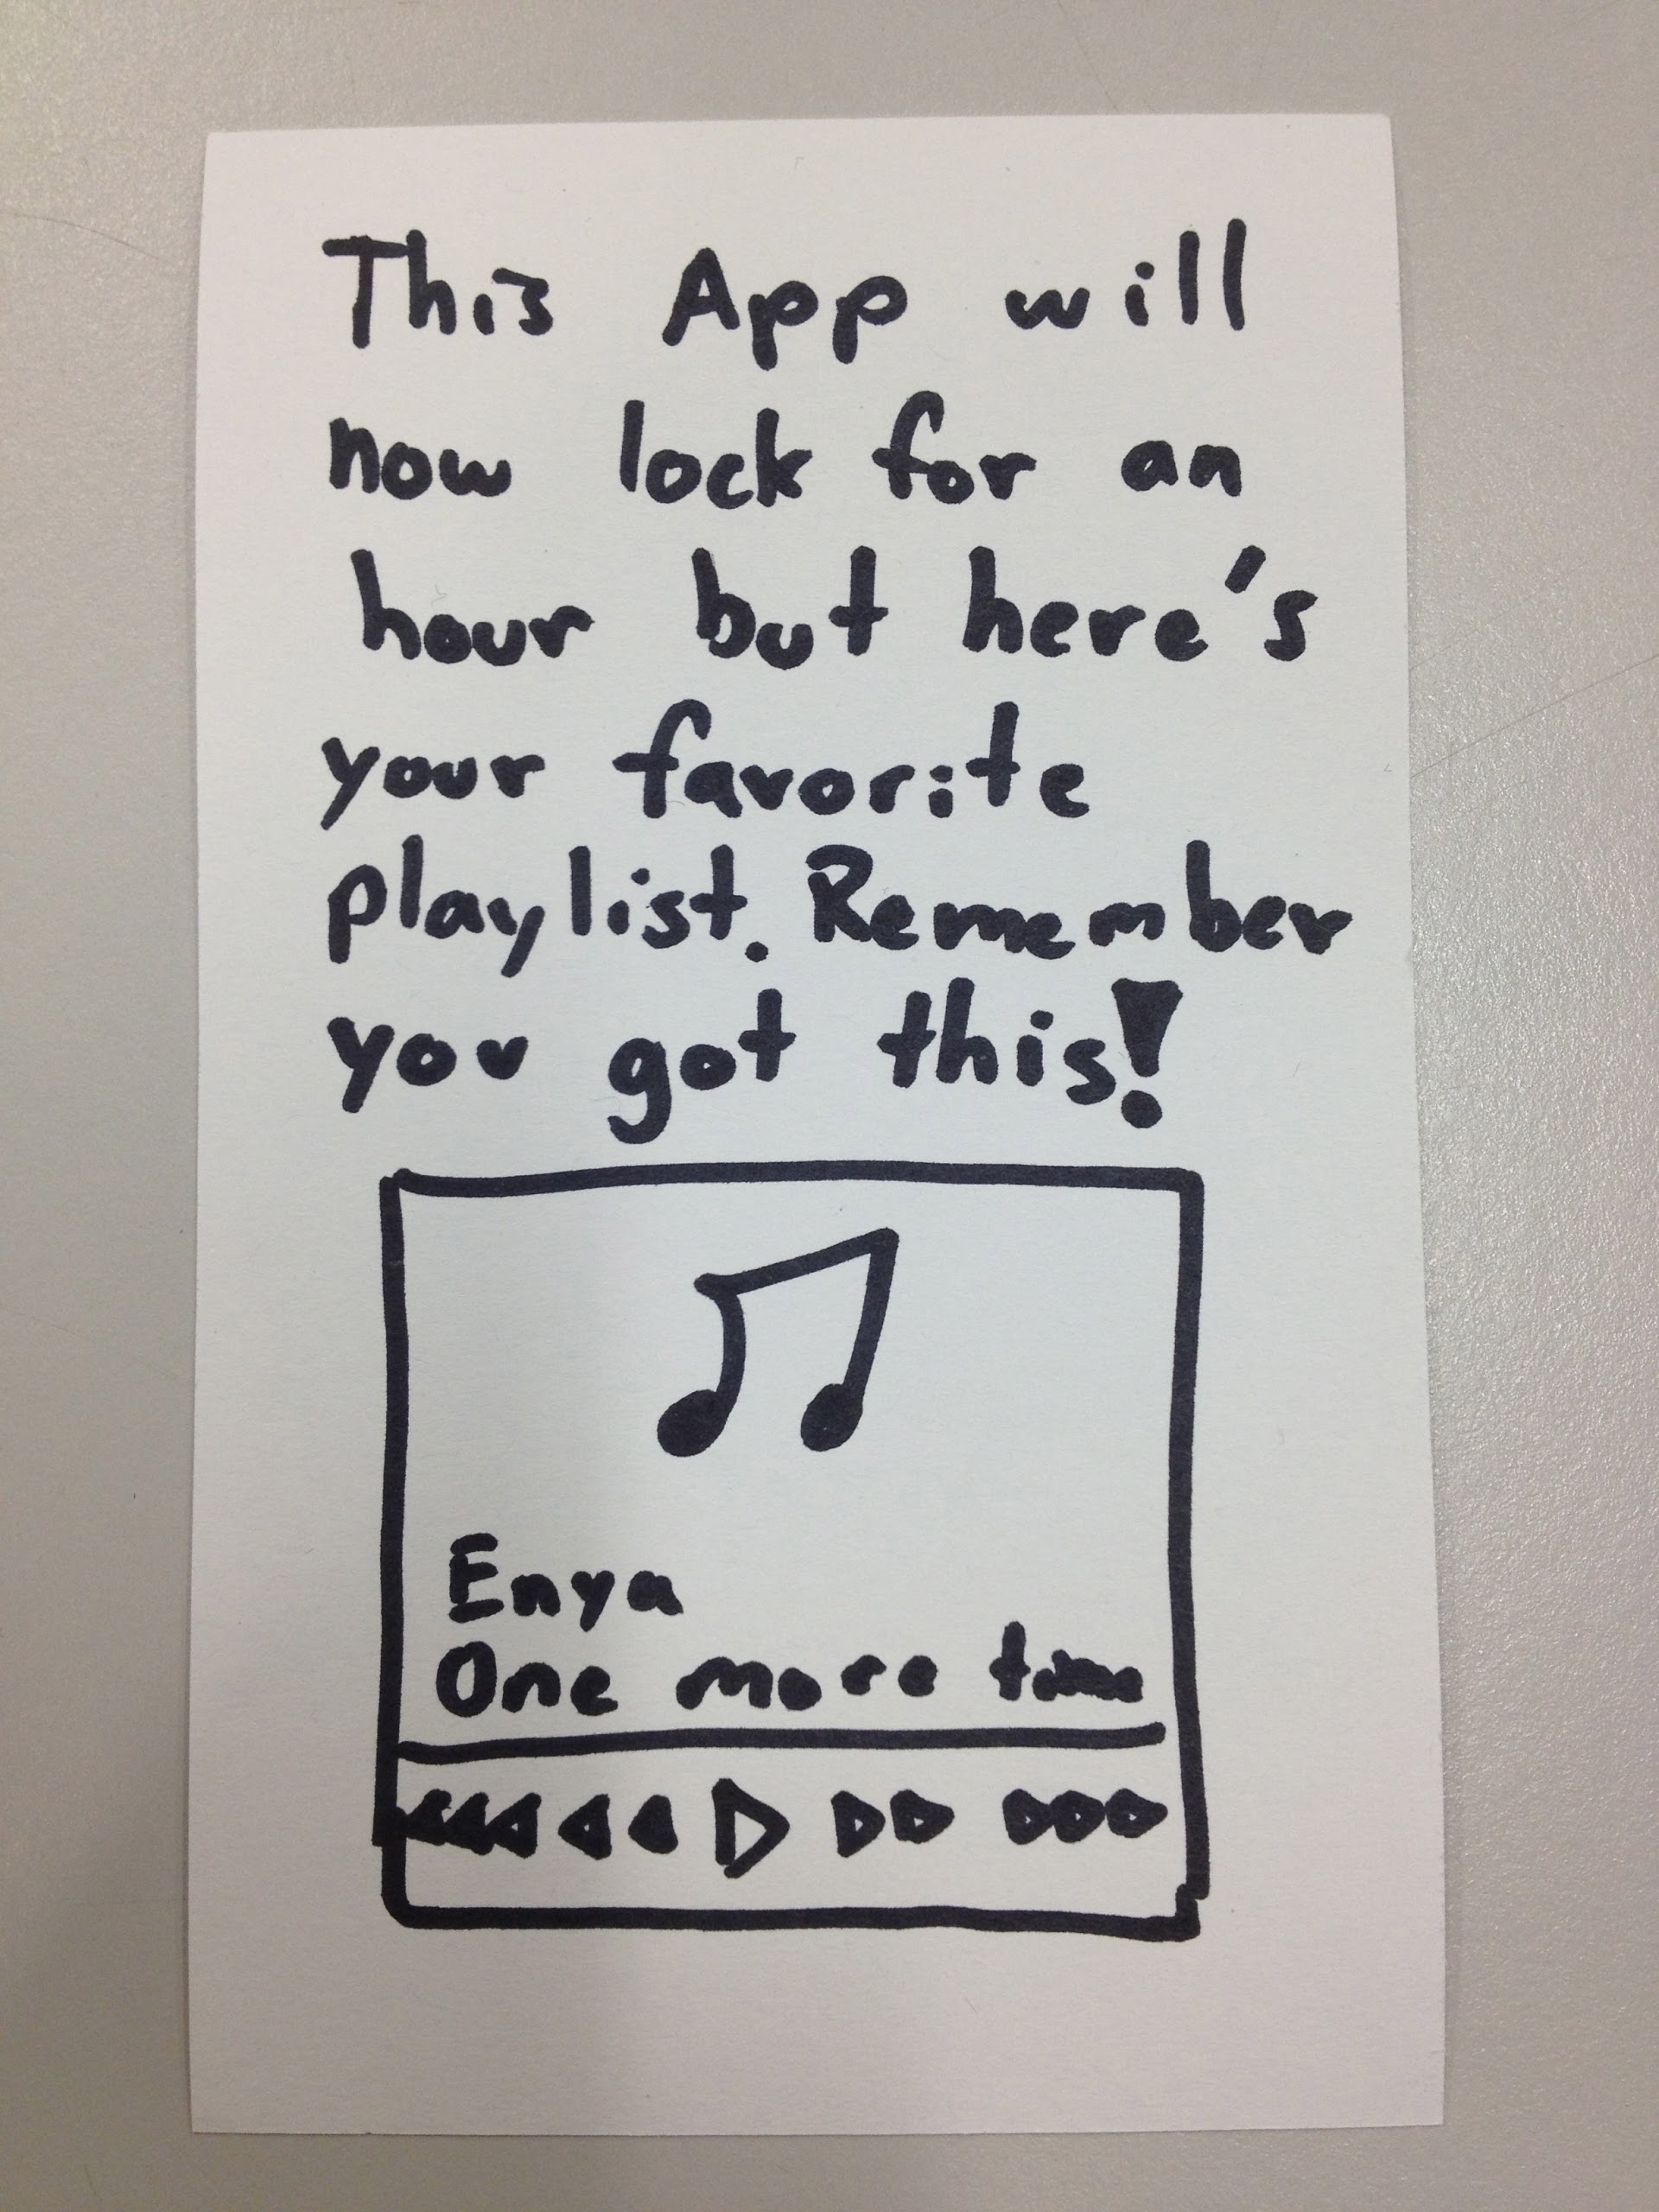 This App will
now lock for an
hour but here's
your favorite
playlist. Remember
you got this!
Enya
One more time